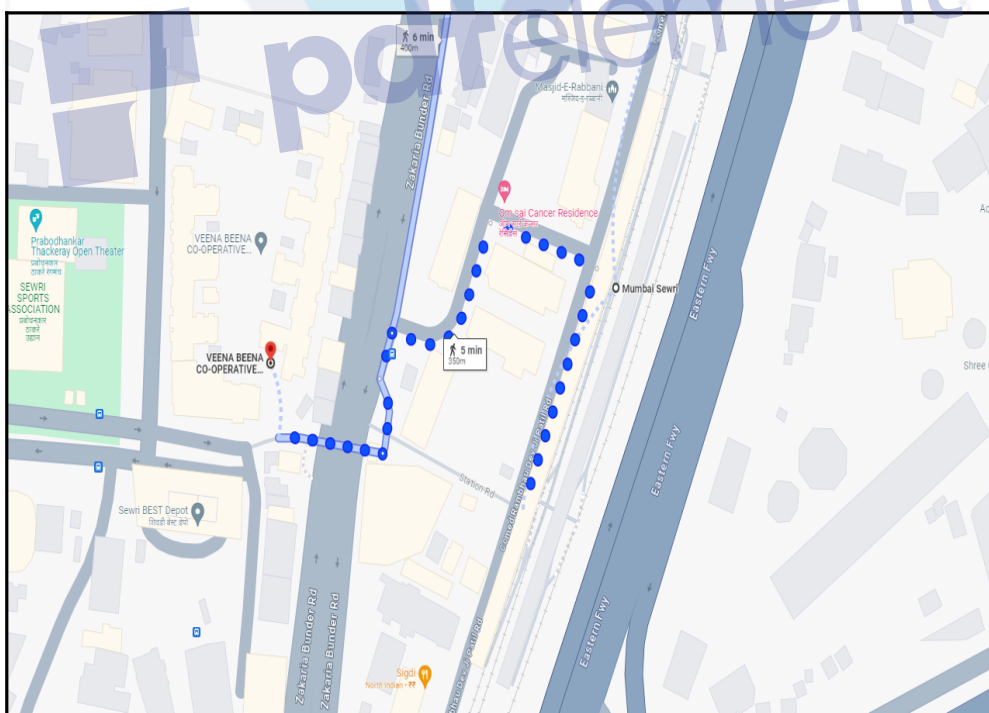 6 min
400m
Zakaria Bunder Rd
Masjid-E-Rabbani
Om sai Cancer Residence
Prabodhankar
Thackeray Open Theater
प्रबोधनकार
ठाकरे रंगमंच
VEENA BEENA
CO-OPERATIVE...
SEWRI
SPORTS
ASSOCIATION
प्रबोधनकार
ठाकरे
उद्यान
Eastern Fwy
Mumbai Sewri
VEENA BEENA
CO-OPERATIVE...
5 min
350m
Shree
Eastern Fwy
Station Rd
Sewri BEST Depot
शिवडी बेस्ट डेपो
Eastern Fwy
Zakaria Bunder Rd
Zakaria Bunder Rd
Sigdi
North Indian • ₹₹